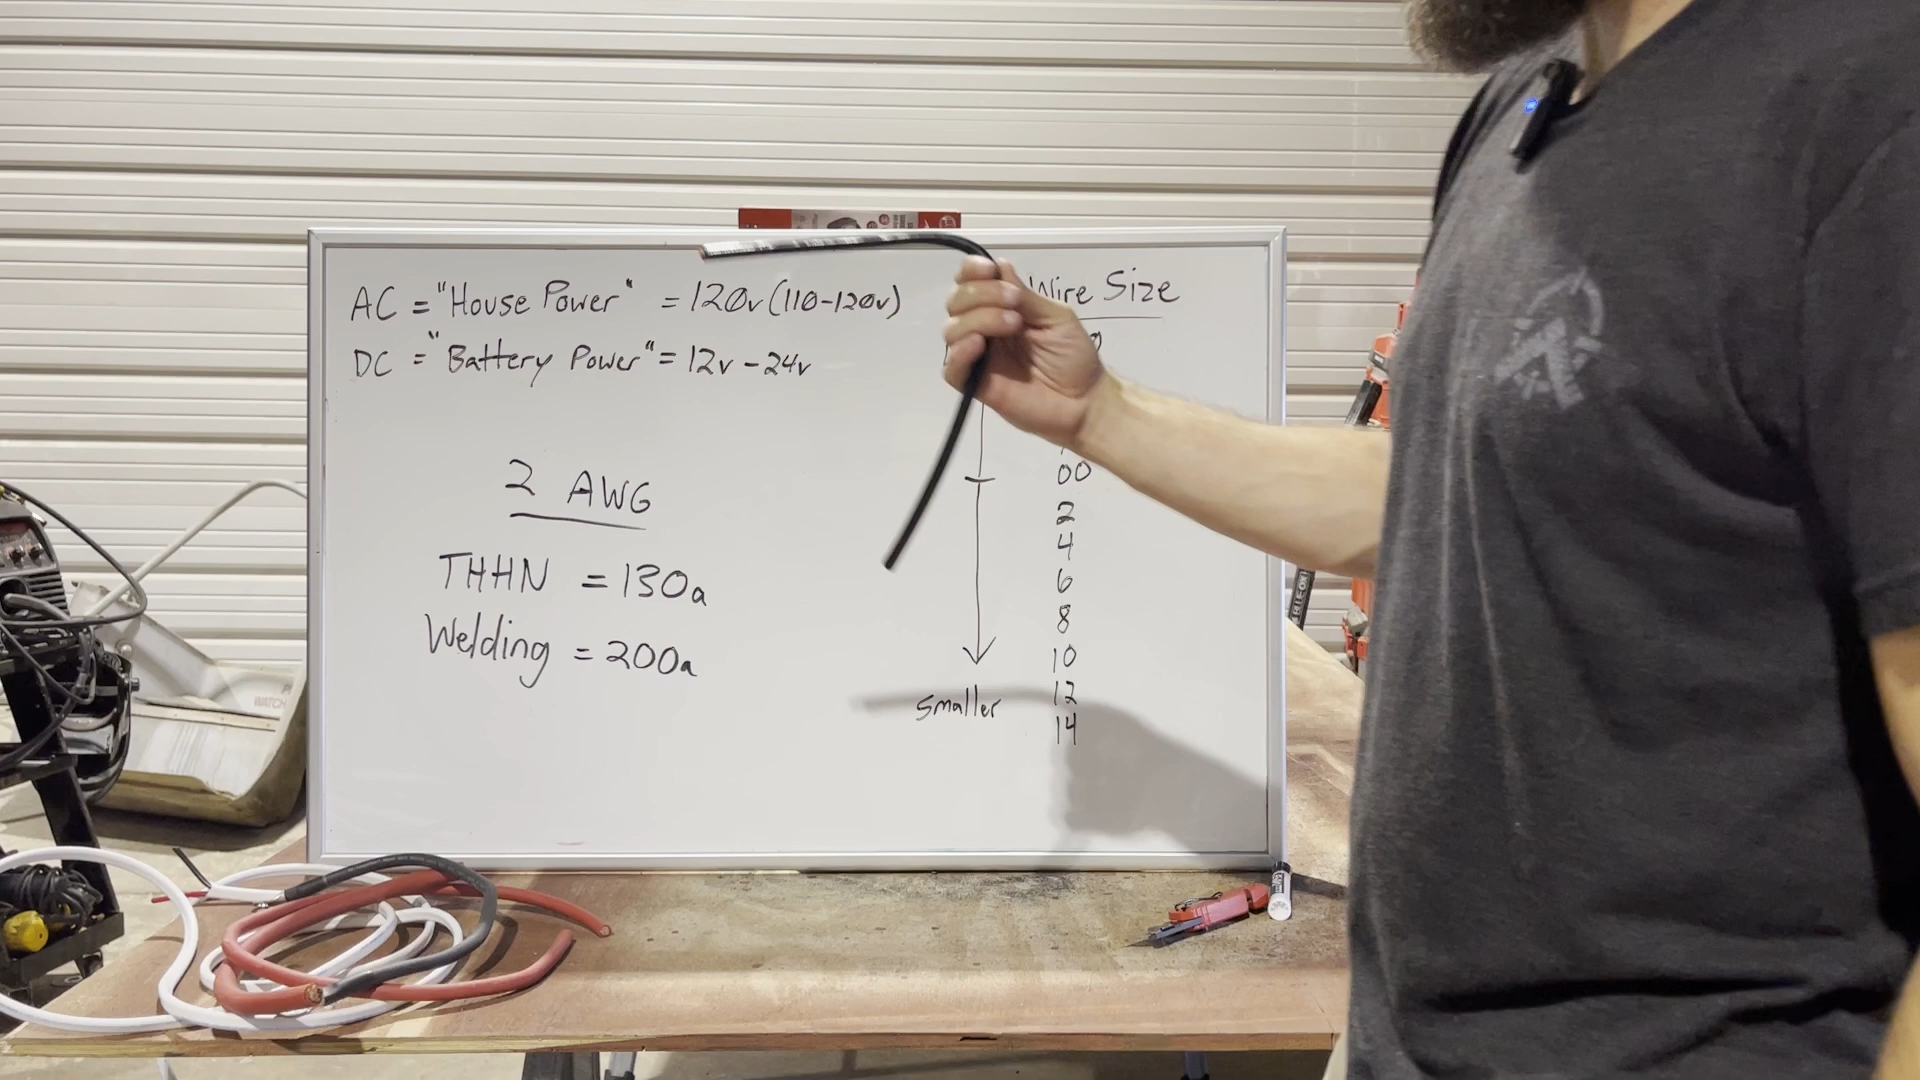 AC = "House Power" = 120v (110-120v)
DC = "Battery Power" = 12v - 24v
2 AWG
THHN = 130a
Welding = 200a
Wire Size
00
2
4
6
8
10
12
14
smaller